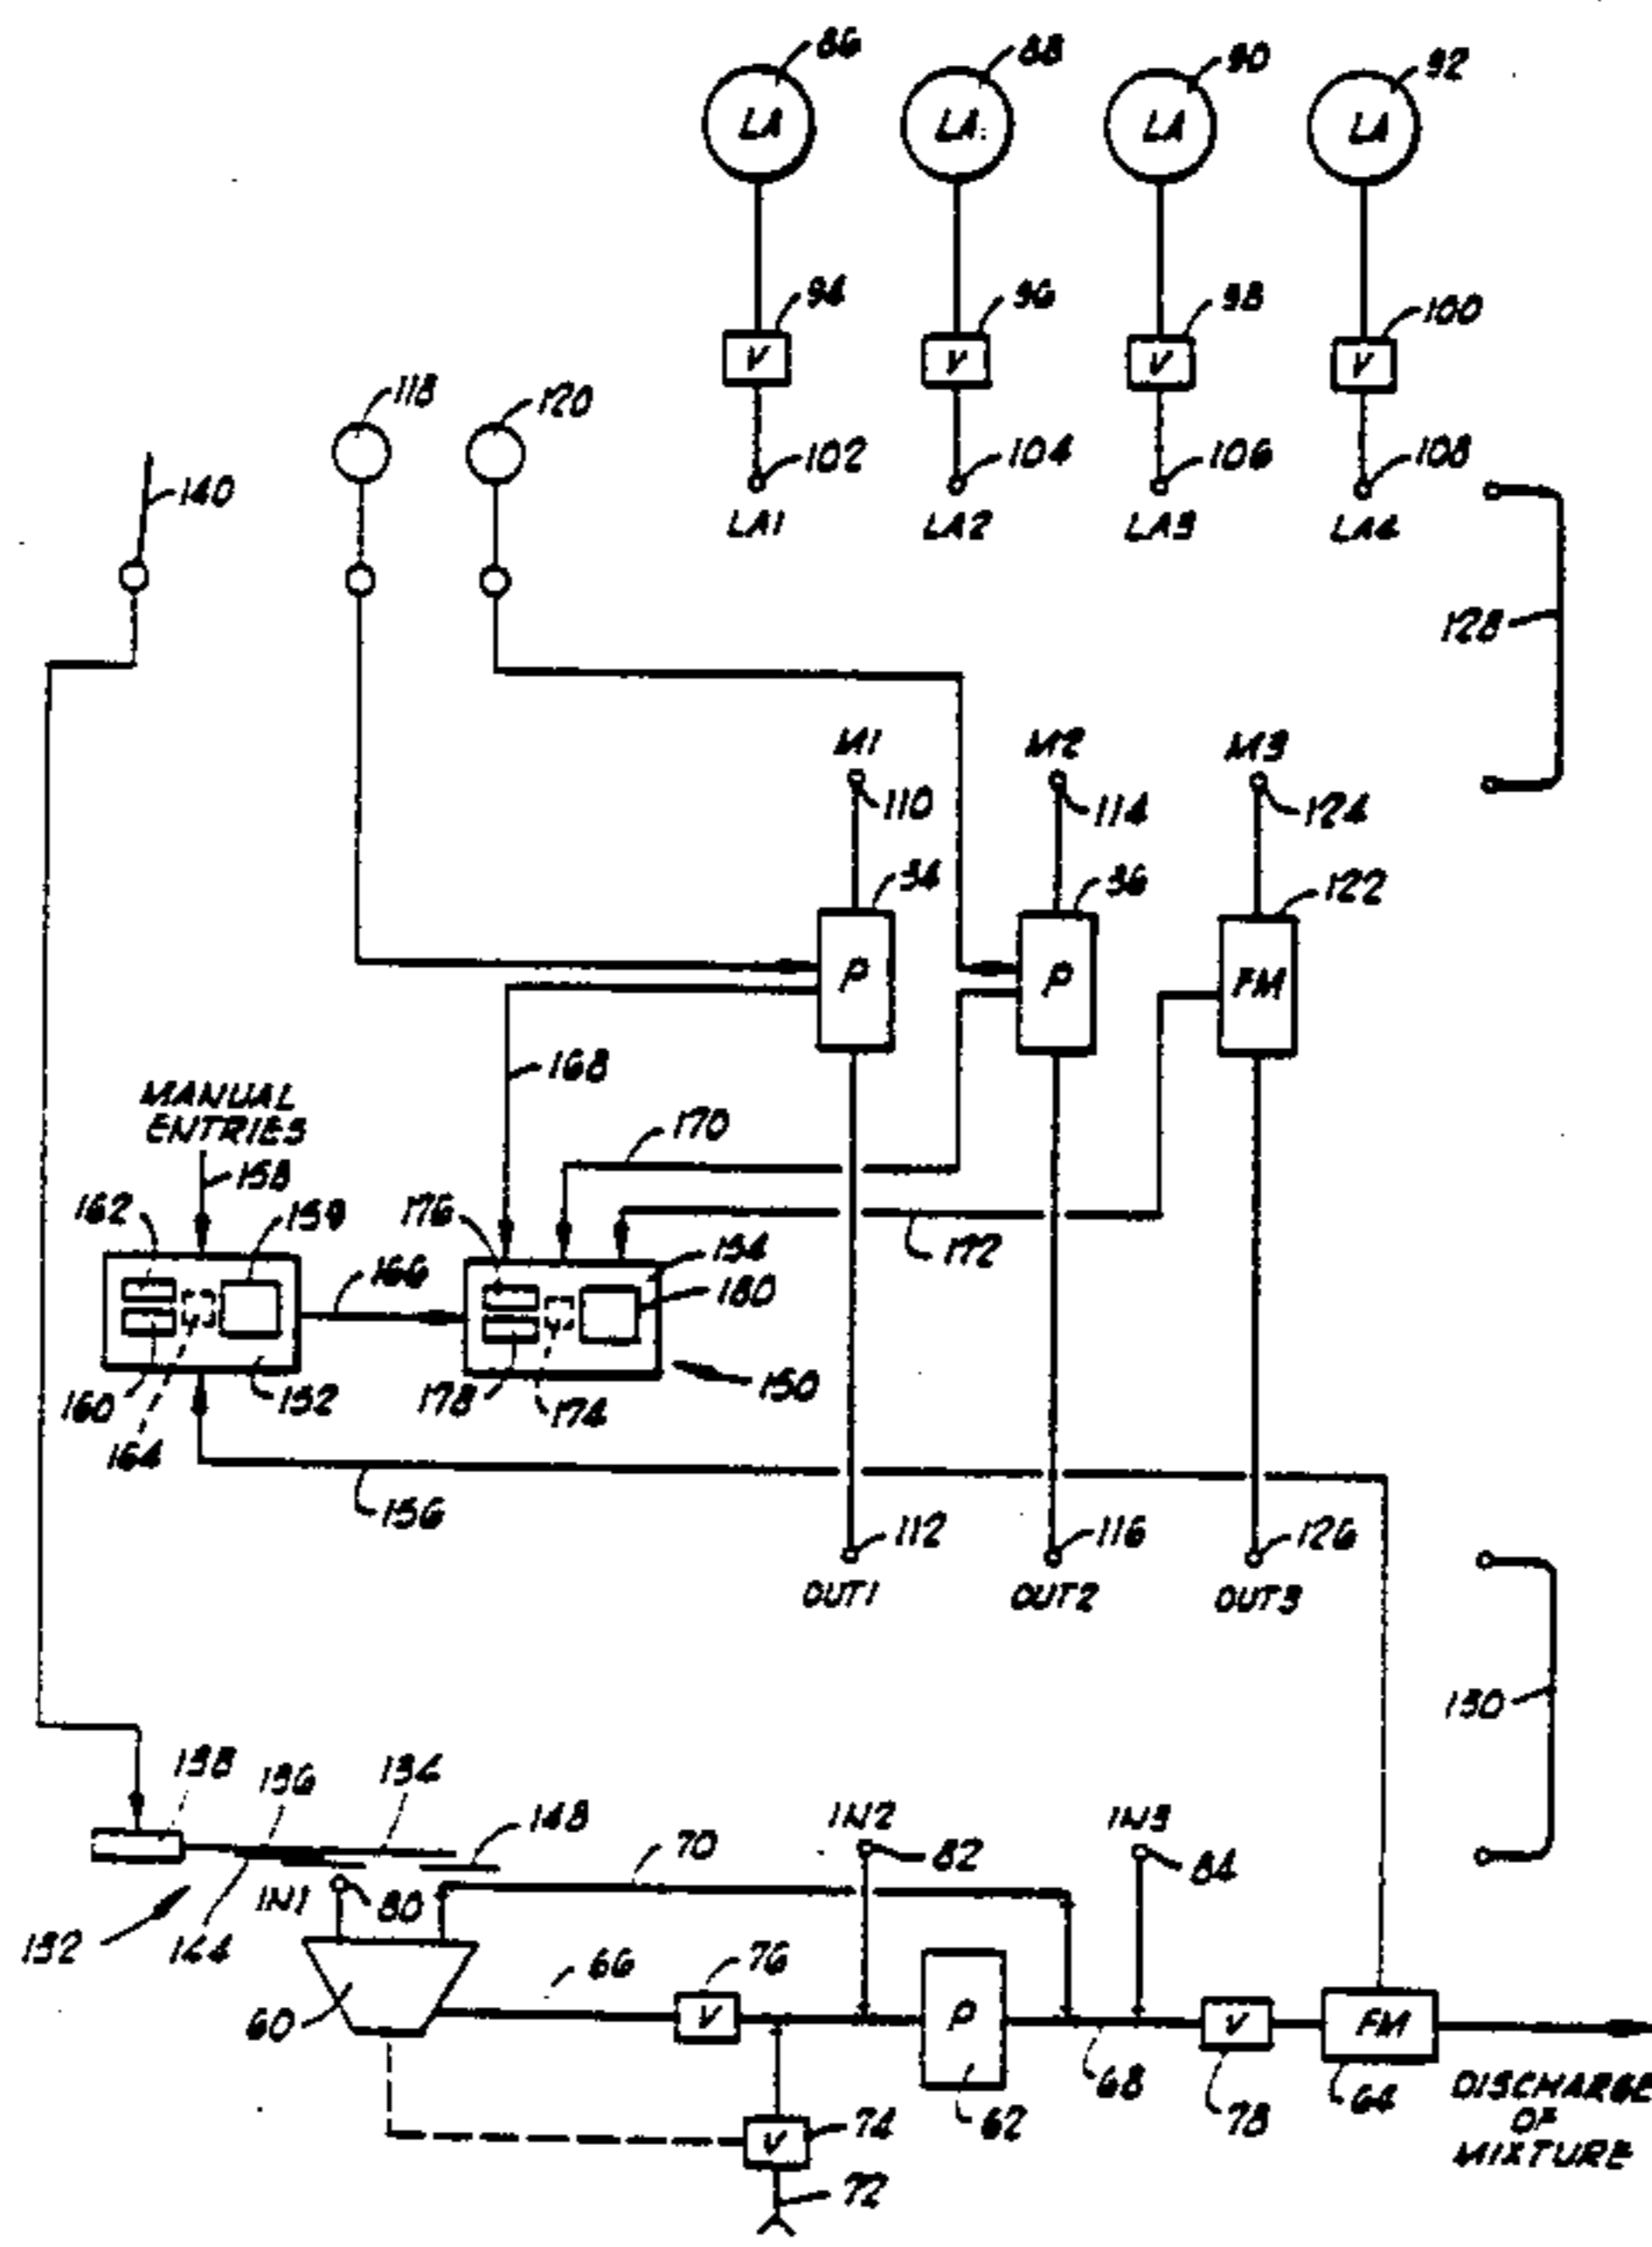 86 88 90 92
LA LA LA LA
94 96 98 100
V V V V
118 120
140
102 104 106 108
LA1 LA2 LA3 LA4
128
M1 M2 M3
110 114 124
34 36 122
P P FM
168
MANUAL
ENTRIES
158
170
162 159 176
172
154
166 180
160 152 178 174 150
164
156
112 116 126
OUT1 OUT2 OUT3
130
138 136 134
148
IN2 IN3
70 82 84
IN1 80
132 144
66 76
60 V P V FM
68
62 78 64
DISCHARGE
OF
MIXTURE
V 74
72